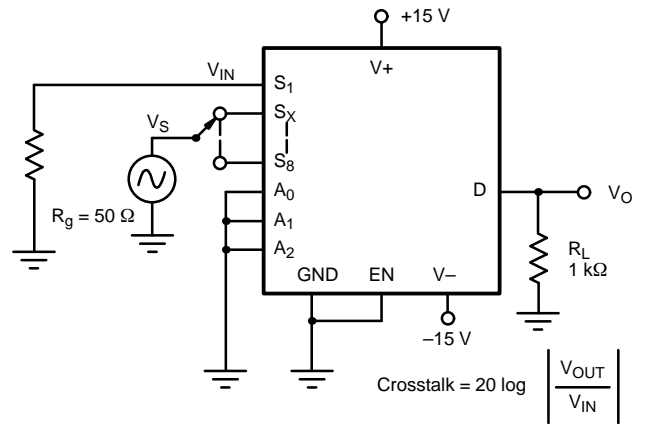 +15 V
V+
VIN
S1
SX
VS
S8
A0
D
VO
Rg = 50 Ω
A1
A2
RL
1 kΩ
GND EN V–
–15 V
Crosstalk = 20 log
VOUT
VIN